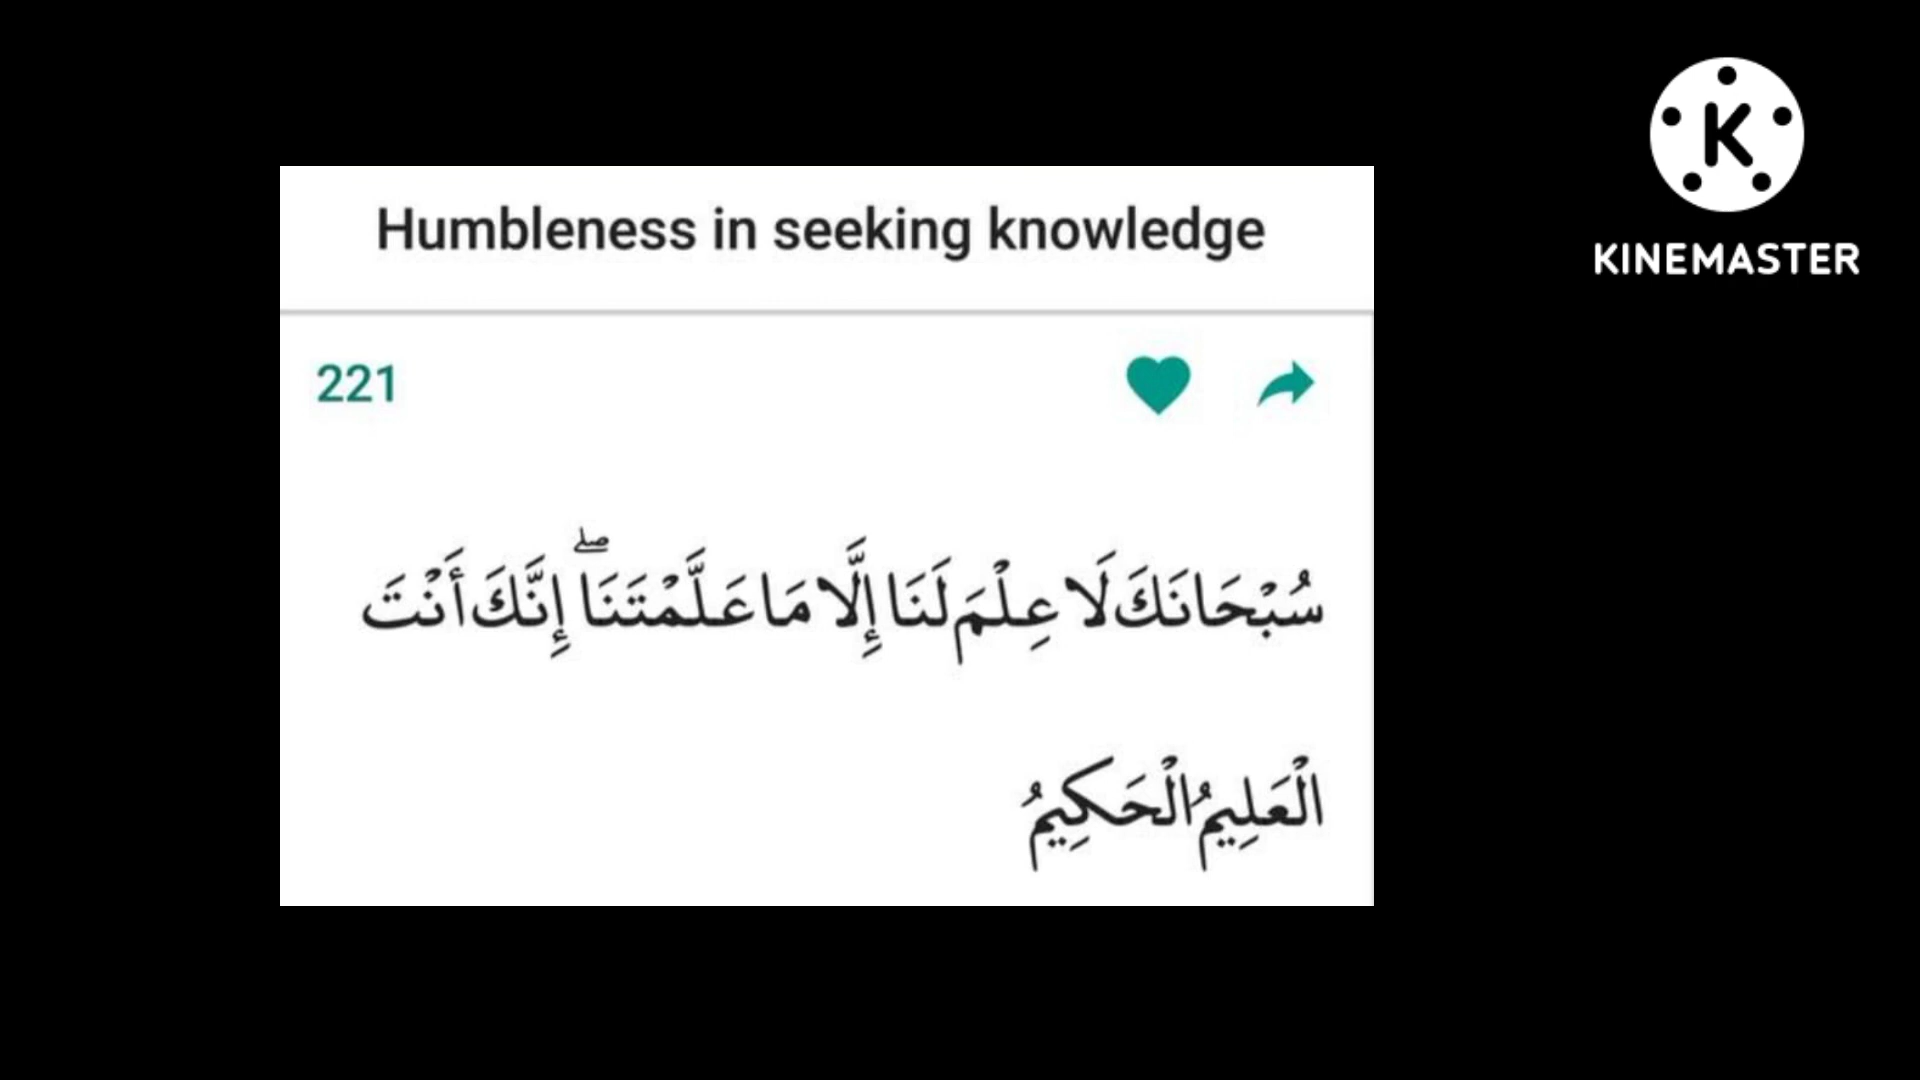 Humbleness in seeking knowledge
221
سُبْحَانَكَ لَا عِلْمَ لَنَا إِلَّا مَا عَلَّمْتَنَا ۖ إِنَّكَ أَنْتَ
الْعَلِيمُ الْحَكِيمُ
K
KINEMASTER